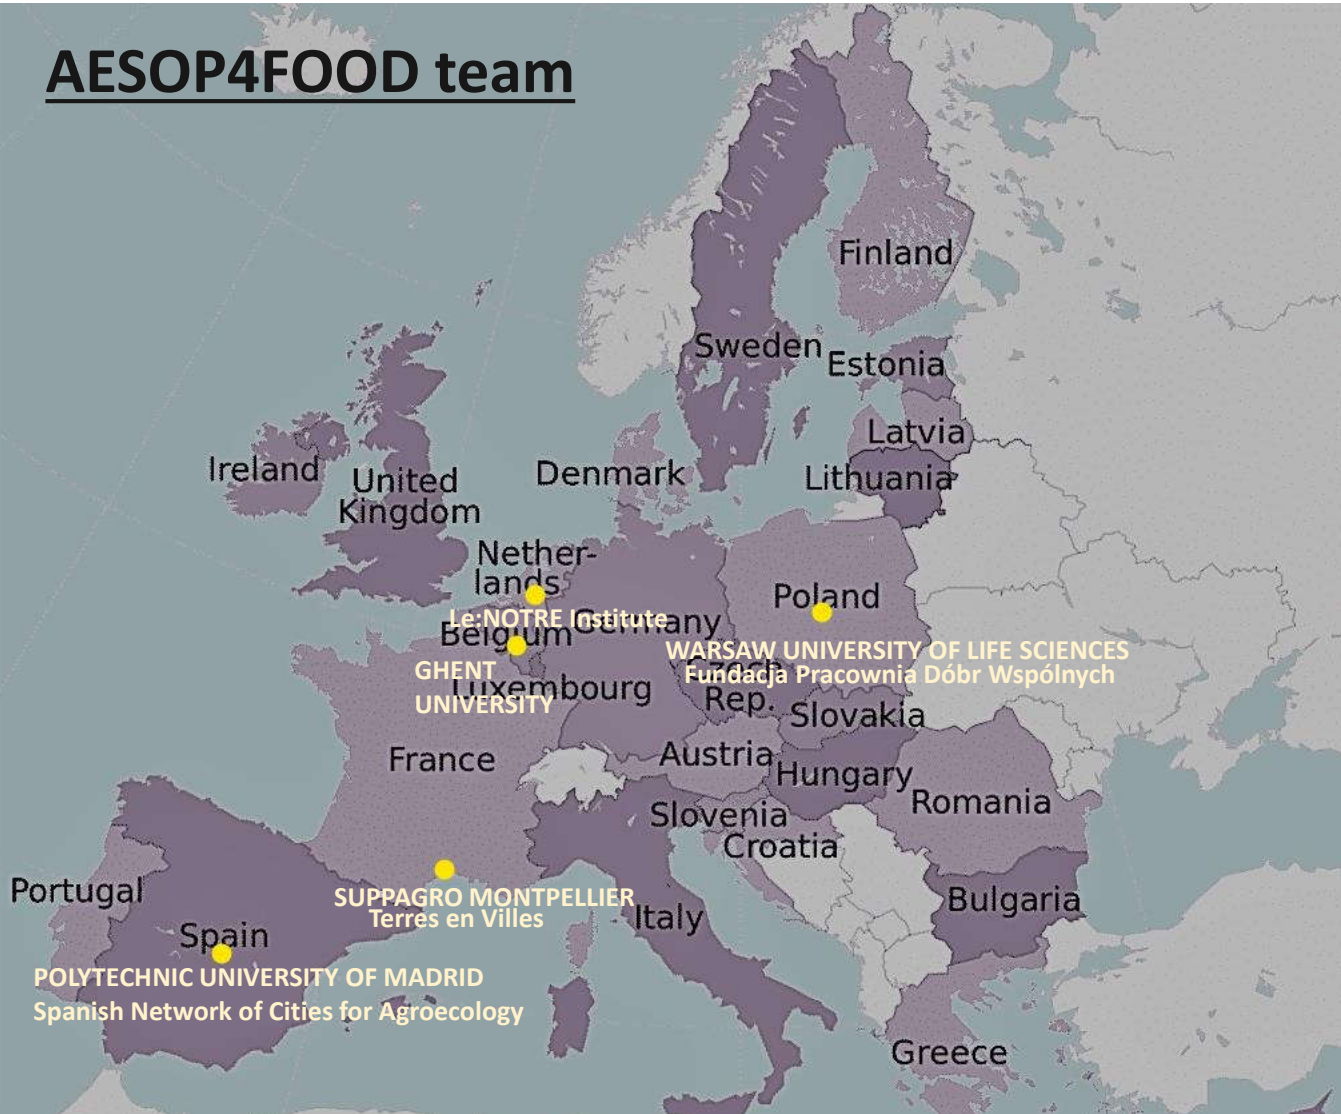 AESOP4FOOD team
Finland
Sweden
Estonia
Latvia
Lithuania
Ireland
United
Kingdom
Denmark
Nether-
lands
Le:NOTRE Institute
Belgium
Germany
Poland
WARSAW UNIVERSITY OF LIFE SCIENCES
Fundacja Pracownia Dóbr Wspólnych
GHENT
UNIVERSITY
Luxembourg
Czech
Rep.
Slovakia
France
Austria
Hungary
Romania
Slovenia
Croatia
Portugal
SUPPAGRO MONTPELLIER
Terres en Villes
Italy
Bulgaria
Spain
POLYTECHNIC UNIVERSITY OF MADRID
Spanish Network of Cities for Agroecology
Greece